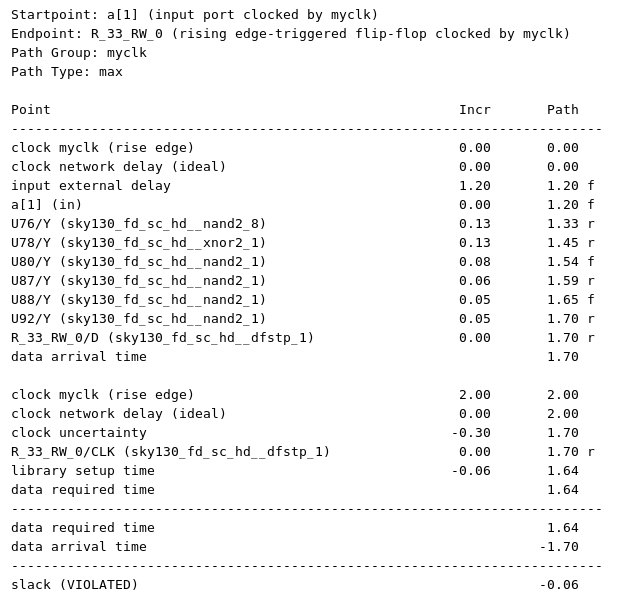 Startpoint: a[1] (input port clocked by myclk)
Endpoint: R_33_RW_0 (rising edge-triggered flip-flop clocked by myclk)
Path Group: myclk
Path Type: max
Point Incr Path
---------------------------------------------------------------------------
clock myclk (rise edge) 0.00 0.00
clock network delay (ideal) 0.00 0.00
input external delay 1.20 1.20 f
a[1] (in) 0.00 1.20 f
U76/Y (sky130_fd_sc_hd__nand2_8) 0.13 1.33 r
U78/Y (sky130_fd_sc_hd__xnor2_1) 0.13 1.45 r
U80/Y (sky130_fd_sc_hd__nand2_1) 0.08 1.54 f
U87/Y (sky130_fd_sc_hd__nand2_1) 0.06 1.59 r
U88/Y (sky130_fd_sc_hd__nand2_1) 0.05 1.65 f
U92/Y (sky130_fd_sc_hd__nand2_1) 0.05 1.70 r
R_33_RW_0/D (sky130_fd_sc_hd__dfstp_1) 0.00 1.70 r
data arrival time 1.70
clock myclk (rise edge) 2.00 2.00
clock network delay (ideal) 0.00 2.00
clock uncertainty -0.30 1.70
R_33_RW_0/CLK (sky130_fd_sc_hd__dfstp_1) 0.00 1.70 r
library setup time -0.06 1.64
data required time 1.64
---------------------------------------------------------------------------
data required time 1.64
data arrival time -1.70
---------------------------------------------------------------------------
slack (VIOLATED) -0.06